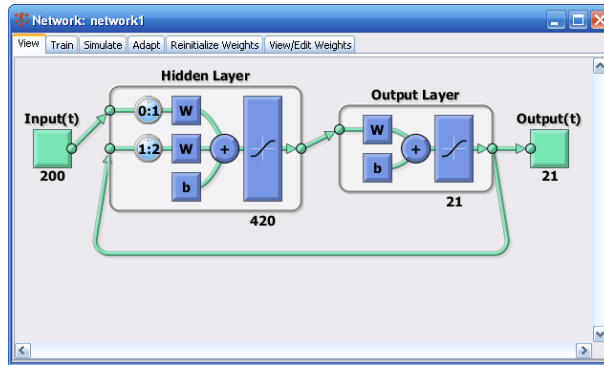 Network: network1
View Train Simulate Adapt Reinitialize Weights View/Edit Weights
Hidden Layer
Output Layer
Input(t)
0:1 W
W
Output(t)
1:2 W +
+
b
b
200
21
21
420